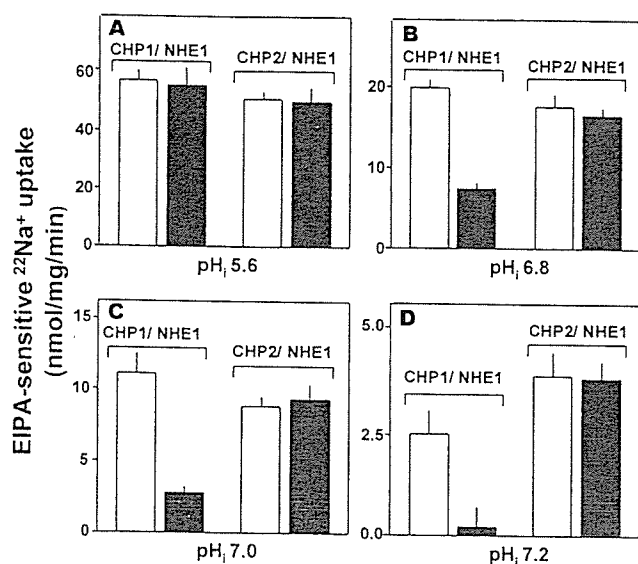 EIPA-sensitive ²²Na⁺ uptake
(nmol/mg/min)
A
CHP1/ NHE1
CHP2/ NHE1
60
40
20
0
pHi 5.6
B
CHP1/ NHE1
CHP2/ NHE1
20
10
0
pHi 6.8
C
CHP1/ NHE1
CHP2/ NHE1
15
10
5
0
pHi 7.0
D
CHP2/ NHE1
CHP1/ NHE1
5.0
2.5
0.0
pHi 7.2